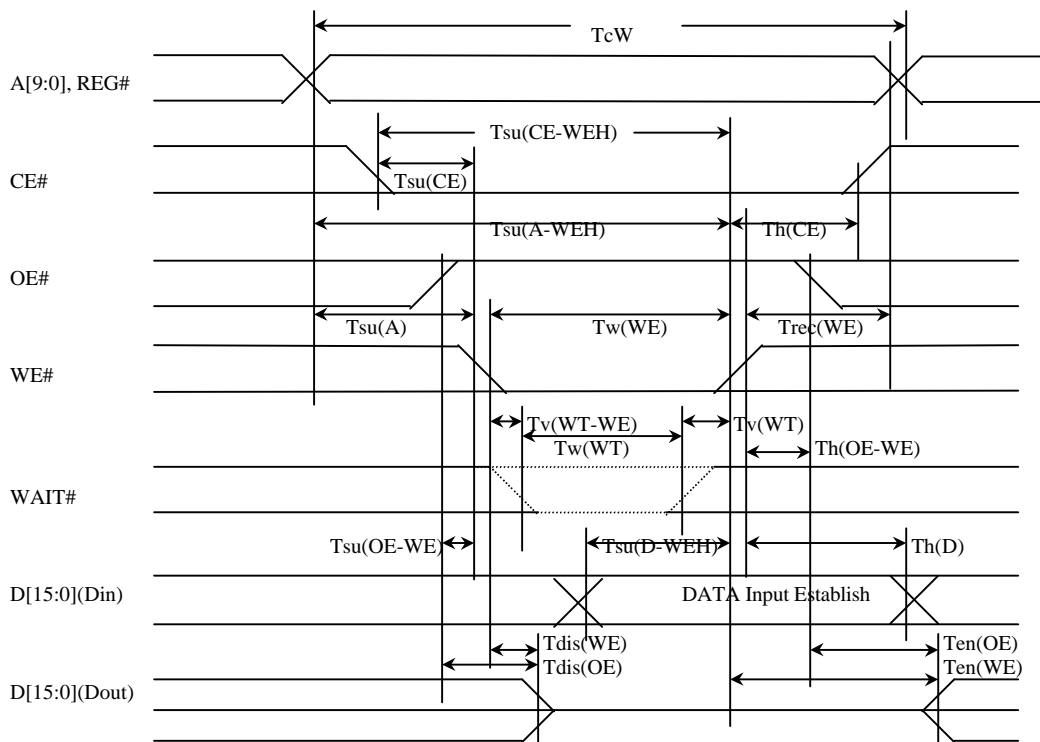 TcW
A[9:0], REG#
Tsu(CE-WEH)
Tsu(CE)
CE#
Tsu(A-WEH)
Th(CE)
OE#
Tsu(A)
Tw(WE)
Trec(WE)
WE#
Tv(WT-WE)
Tv(WT)
Tw(WT)
Th(OE-WE)
WAIT#
Tsu(OE-WE)
Tsu(D-WEH)
Th(D)
D[15:0](Din)
DATA Input Establish
Tdis(WE)
Ten(OE)
Tdis(OE)
Ten(WE)
D[15:0](Dout)